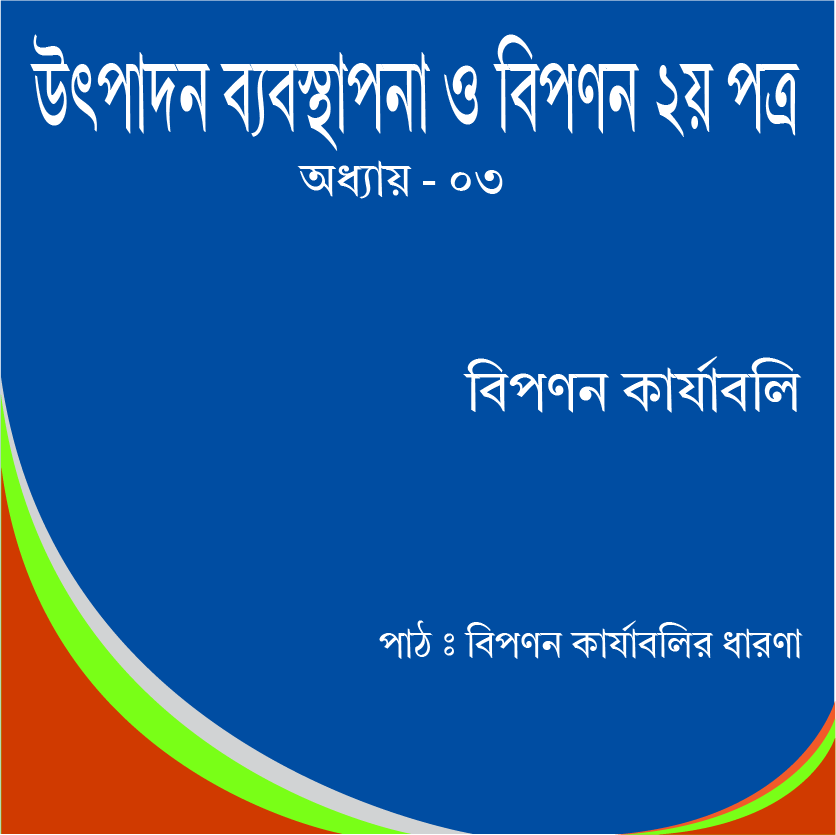 উৎপাদন ব্যবস্থাপনা ও বিপণন ২য় পত্র
অধ্যায় - ০৩
বিপণন কার্যাবলি
পাঠ ঃ বিপণন কার্যাবলির ধারণা